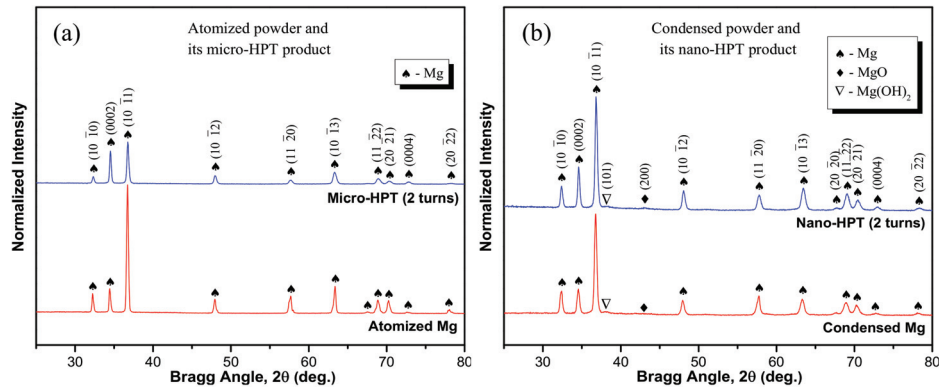 (a)
Atomized powder and
its micro-HPT product
♠ - Mg
(10 1̅0)
(0002)
(10 1̅1)
(10 1̅2)
(11 2̅0)
(10 1̅3)
(11 2̅2)
(20 2̅1)
(0004)
(20 2̅2)
Micro-HPT (2 turns)
Atomized Mg
Normalized Intensity
30 40 50 60 70 80
Bragg Angle, 2θ (deg.)
(b)
Condensed powder and
its nano-HPT product
♠ - Mg
♦ - MgO
∇ - Mg(OH)₂
(10 1̅0)
(0002)
(10 1̅1)
(101)
(200)
(10 1̅2)
(11 2̅0)
(10 1̅3)
(20 2̅0)
(11 2̅2)
(20 2̅1)
(0004)
(20 2̅2)
Nano-HPT (2 turns)
Condensed Mg
Normalized Intensity
30 40 50 60 70 80
Bragg Angle, 2θ (deg.)